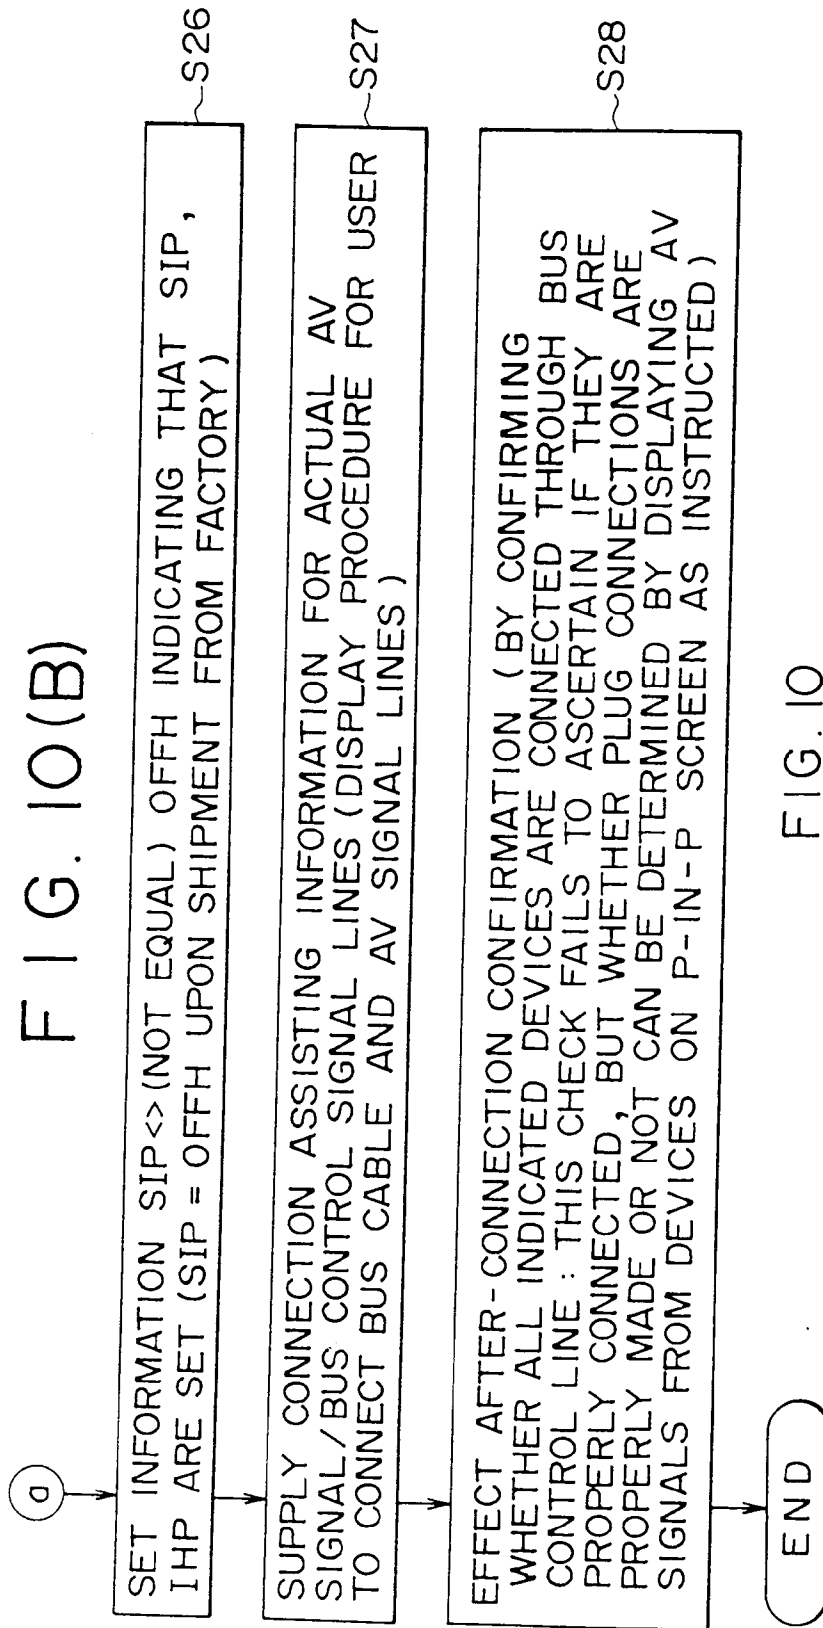 FIG. 10(B)
a
SET INFORMATION SIP<>(NOT EQUAL) OFFH INDICATING THAT SIP,
IHP ARE SET (SIP = OFFH UPON SHIPMENT FROM FACTORY)
S26
SUPPLY CONNECTION ASSISTING INFORMATION FOR ACTUAL AV
SIGNAL/BUS CONTROL SIGNAL LINES (DISPLAY PROCEDURE FOR USER
TO CONNECT BUS CABLE AND AV SIGNAL LINES)
S27
EFFECT AFTER-CONNECTION CONFIRMATION (BY CONFIRMING
WHETHER ALL INDICATED DEVICES ARE CONNECTED THROUGH BUS
CONTROL LINE : THIS CHECK FAILS TO ASCERTAIN IF THEY ARE
PROPERLY CONNECTED, BUT WHETHER PLUG CONNECTIONS ARE
PROPERLY MADE OR NOT CAN BE DETERMINED BY DISPLAYING AV
SIGNALS FROM DEVICES ON P-IN-P SCREEN AS INSTRUCTED)
S28
END
FIG. 10